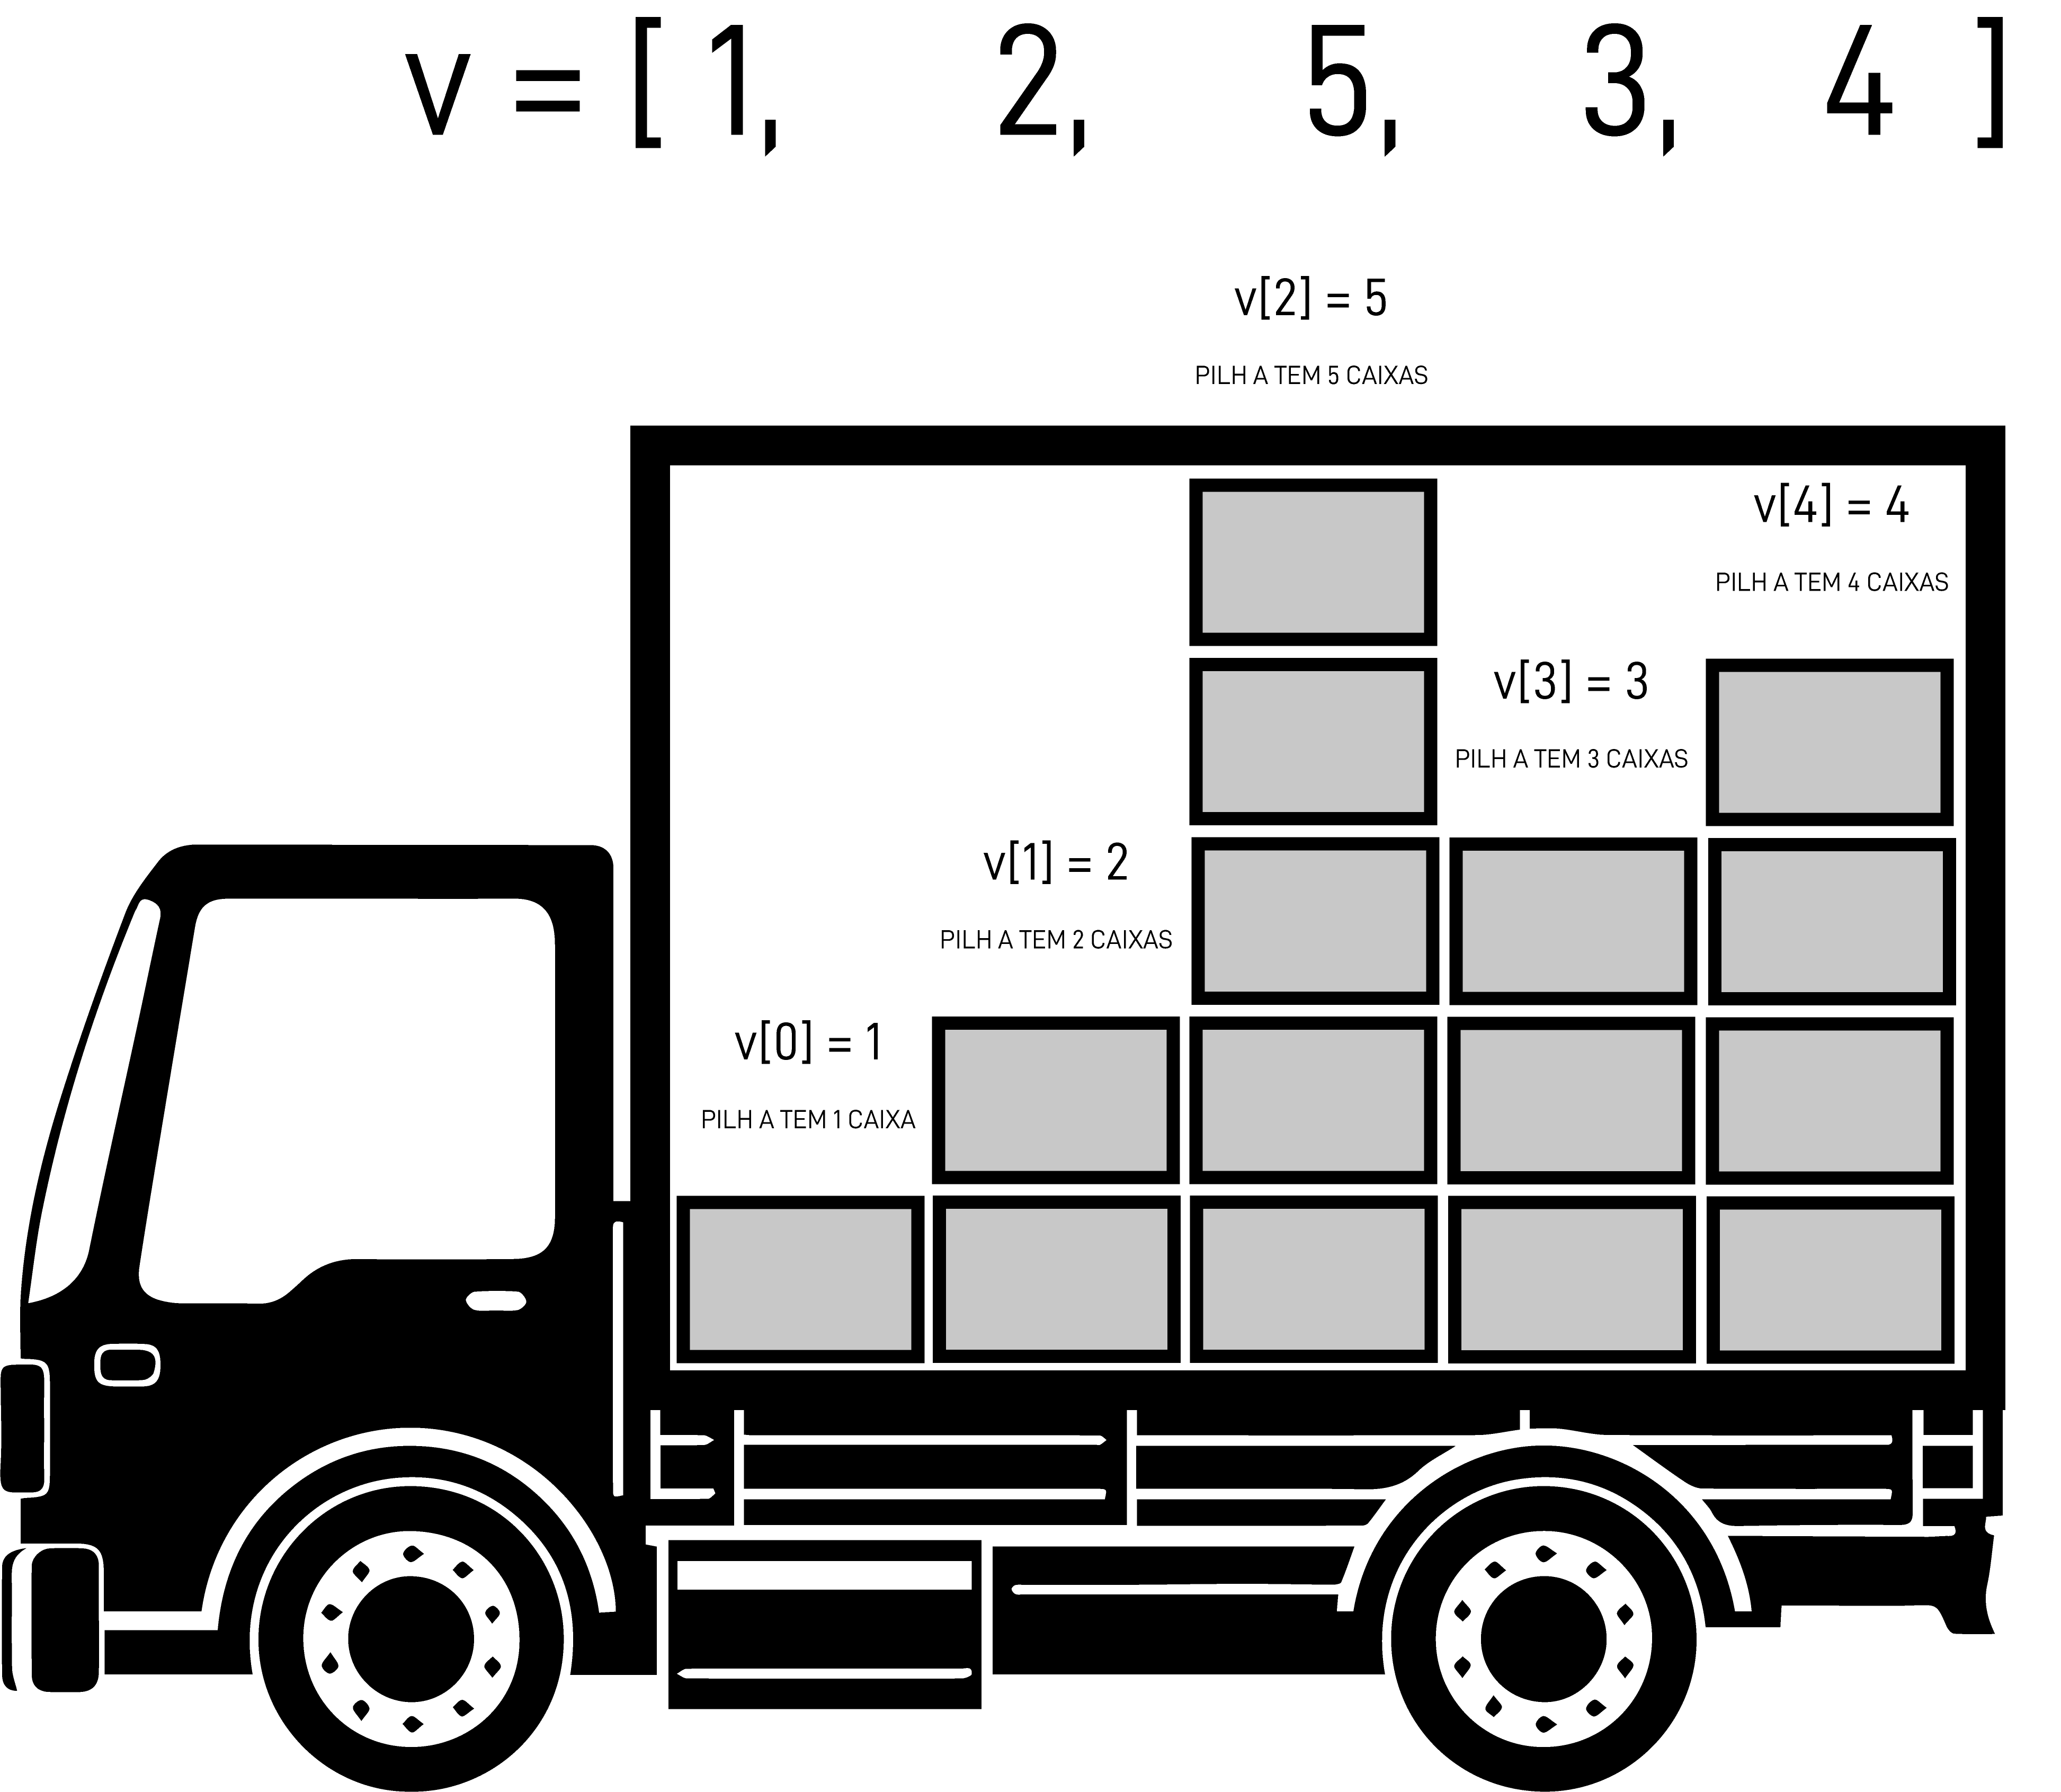 v = [ 1, 2, 5, 3, 4 ]
v[2] = 5
PILH A TEM 5 CAIXAS
v[4] = 4
PILH A TEM 4 CAIXAS
v[3] = 3
PILH A TEM 3 CAIXAS
v[1] = 2
PILH A TEM 2 CAIXAS
v[0] = 1
PILH A TEM 1 CAIXA